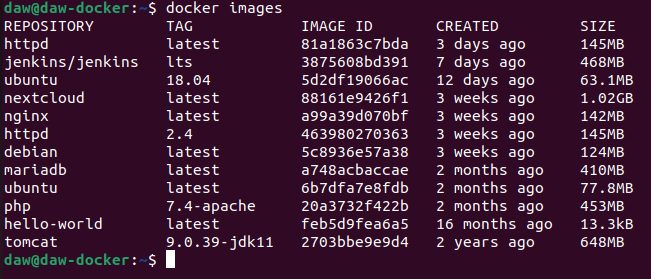 daw@daw-docker:~$ docker images
REPOSITORY TAG IMAGE ID CREATED SIZE
httpd latest 81a1863c7bda 3 days ago 145MB
jenkins/jenkins lts 3875608bd391 7 days ago 468MB
ubuntu 18.04 5d2df19066ac 12 days ago 63.1MB
nextcloud latest 88161e9426f1 3 weeks ago 1.02GB
nginx latest a99a39d070bf 3 weeks ago 142MB
httpd 2.4 463980270363 3 weeks ago 145MB
debian latest 5c8936e57a38 3 weeks ago 124MB
mariadb latest a748acbaccae 2 months ago 410MB
ubuntu latest 6b7dfa7e8fdb 2 months ago 77.8MB
php 7.4-apache 20a3732f422b 2 months ago 453MB
hello-world latest feb5d9fea6a5 16 months ago 13.3kB
tomcat 9.0.39-jdk11 2703bbe9e9d4 2 years ago 648MB
daw@daw-docker:~$